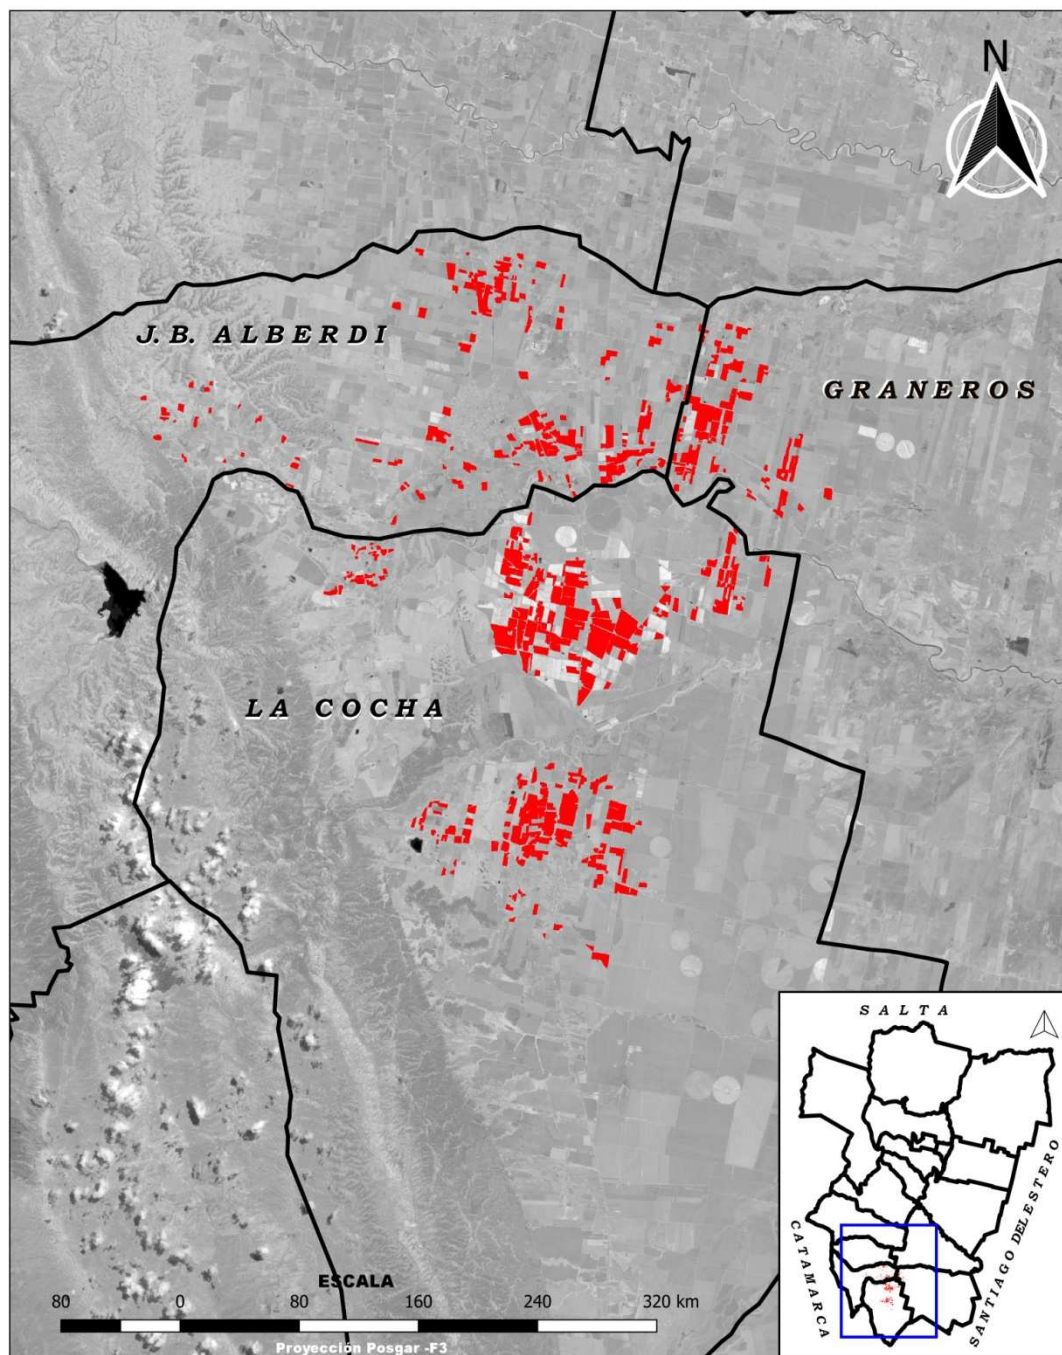 N
J. B. ALBERDI
GRANEROS
LA COCHA
SALTA
CATAMARCA
SANTIAGO DEL ESTERO
ESCALA
80 0 80 160 240 320 km
Proyección Posgar -F3